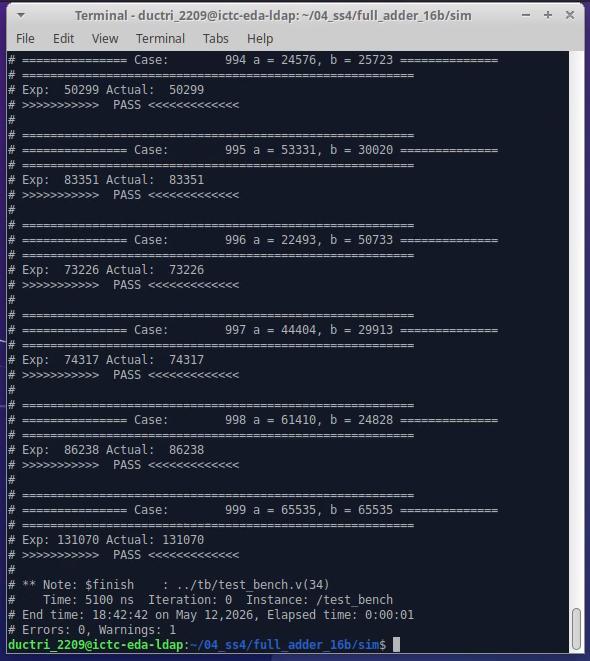 Terminal - ductri_2209@ictc-eda-ldap: ~/04_ss4/full_adder_16b/sim
File Edit View Terminal Tabs Help
# =============== Case:        994 a = 24576, b = 25723 ==============
# ========================================================
# Exp:  50299 Actual:  50299
# >>>>>>>>>>>  PASS <<<<<<<<<<<<<
#
# ========================================================
# =============== Case:        995 a = 53331, b = 30020 ==============
# ========================================================
# Exp:  83351 Actual:  83351
# >>>>>>>>>>>  PASS <<<<<<<<<<<<<
#
# ========================================================
# =============== Case:        996 a = 22493, b = 50733 ==============
# ========================================================
# Exp:  73226 Actual:  73226
# >>>>>>>>>>>  PASS <<<<<<<<<<<<<
#
# ========================================================
# =============== Case:        997 a = 44404, b = 29913 ==============
# ========================================================
# Exp:  74317 Actual:  74317
# >>>>>>>>>>>  PASS <<<<<<<<<<<<<
#
# ========================================================
# =============== Case:        998 a = 61410, b = 24828 ==============
# ========================================================
# Exp:  86238 Actual:  86238
# >>>>>>>>>>>  PASS <<<<<<<<<<<<<
#
# ========================================================
# =============== Case:        999 a = 65535, b = 65535 ==============
# ========================================================
# Exp: 131070 Actual: 131070
# >>>>>>>>>>>  PASS <<<<<<<<<<<<<
#
# ** Note: $finish    : ../tb/test_bench.v(34)
#    Time: 5100 ns  Iteration: 0  Instance: /test_bench
# End time: 18:42:42 on May 12,2026, Elapsed time: 0:00:01
# Errors: 0, Warnings: 1
ductri_2209@ictc-eda-ldap:~/04_ss4/full_adder_16b/sim$